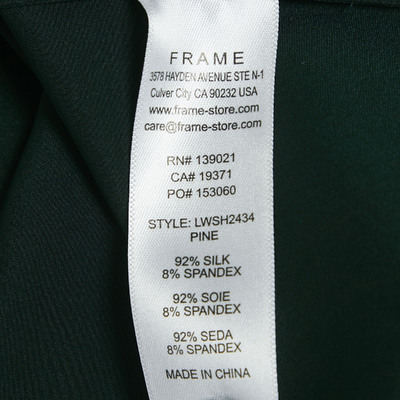 FRAME
3578 HAYDEN AVENUE STE N-1
Culver City CA 90232 USA
www.frame-store.com
care@frame-store.com
RN# 139021
CA# 19371
PO# 153060
STYLE: LWSH2434
PINE
92% SILK
8% SPANDEX
92% SOIE
8% SPANDEX
92% SEDA
8% SPANDEX
MADE IN CHINA